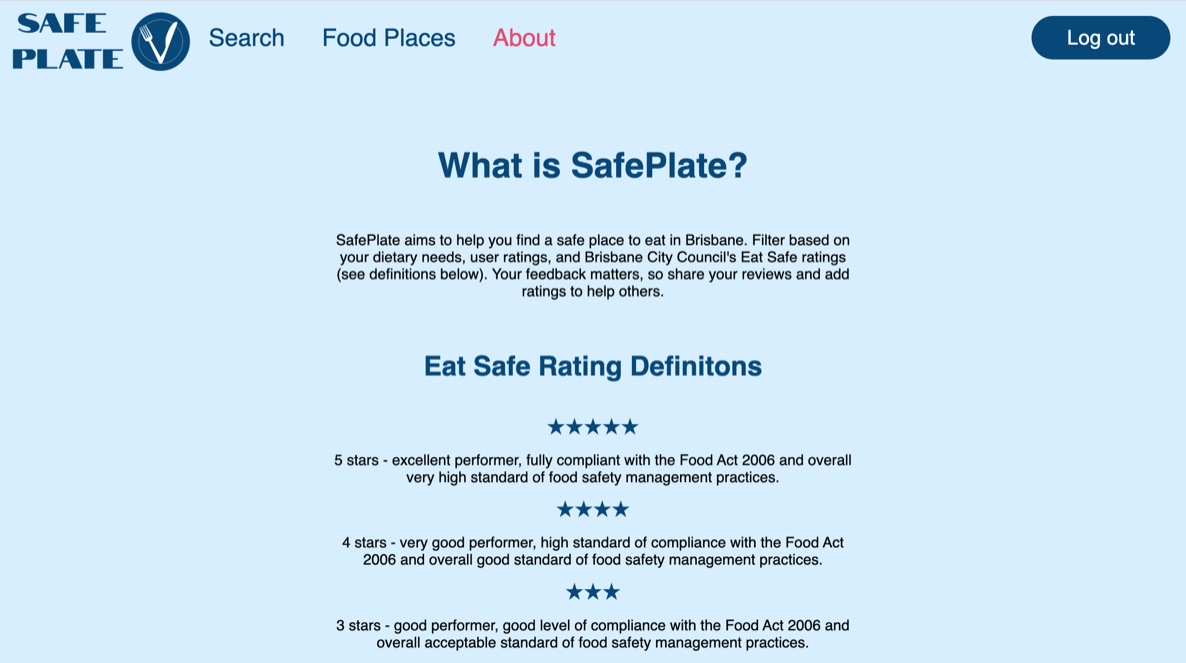 SAFE
PLATE
Search Food Places About
Log out
What is SafePlate?
SafePlate aims to help you find a safe place to eat in Brisbane. Filter based on
your dietary needs, user ratings, and Brisbane City Council's Eat Safe ratings
(see definitions below). Your feedback matters, so share your reviews and add
ratings to help others.
Eat Safe Rating Definitons
★★★★★
5 stars - excellent performer, fully compliant with the Food Act 2006 and overall
very high standard of food safety management practices.
★★★★
4 stars - very good performer, high standard of compliance with the Food Act
2006 and overall good standard of food safety management practices.
★★★
3 stars - good performer, good level of compliance with the Food Act 2006 and
overall acceptable standard of food safety management practices.